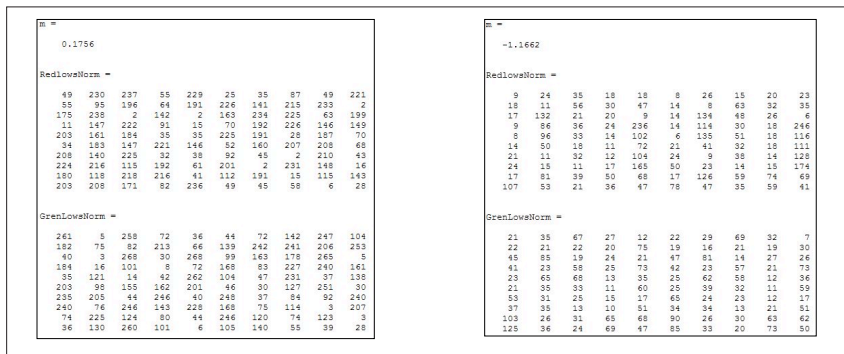 m =
0.1756
RedlowsNorm =
49 230 237 55 229 25 35 87 49 221
55 95 196 64 191 226 141 215 233 2
175 238 2 142 2 163 234 225 63 199
11 147 222 91 15 70 192 226 146 149
203 161 184 35 35 225 191 28 187 70
34 183 147 221 146 52 160 207 208 68
208 140 225 32 38 92 45 2 210 43
224 216 115 192 61 201 2 231 148 16
180 118 218 216 41 112 191 15 115 143
203 208 171 82 236 49 45 58 6 28
GrenLowsNorm =
261 5 258 72 36 44 72 142 247 104
182 75 82 213 66 139 242 241 206 253
40 3 268 30 268 99 163 178 265 5
184 16 101 8 72 168 83 227 240 161
35 121 14 42 262 104 47 231 37 138
203 98 155 162 201 46 30 127 251 30
235 205 44 246 40 248 37 84 92 240
240 76 246 143 228 168 75 114 3 207
74 225 124 80 44 246 120 74 123 3
36 130 260 101 6 105 140 55 39 28
m =
-1.1662
RedlowsNorm =
9 24 35 18 18 8 26 15 20 23
18 11 56 30 47 14 8 63 32 35
17 132 21 20 9 14 134 48 26 6
9 86 36 24 236 14 114 30 18 246
8 96 33 14 102 6 135 51 18 116
14 50 18 11 72 21 41 32 18 111
21 11 32 12 104 24 9 38 14 128
24 15 11 17 165 50 23 14 15 174
17 81 39 50 68 17 126 59 74 69
107 53 21 36 47 78 47 35 59 41
GrenLowsNorm =
21 35 67 27 12 22 29 69 32 7
22 21 22 20 75 19 16 21 19 30
45 85 19 24 21 47 81 14 27 26
41 23 58 25 73 42 23 57 21 73
23 65 68 13 35 25 62 58 12 36
21 35 33 11 60 25 39 32 11 59
53 31 25 15 17 65 24 23 12 17
37 35 13 10 51 34 34 13 21 51
103 26 31 65 68 90 26 30 63 62
125 36 24 69 47 85 33 20 73 50